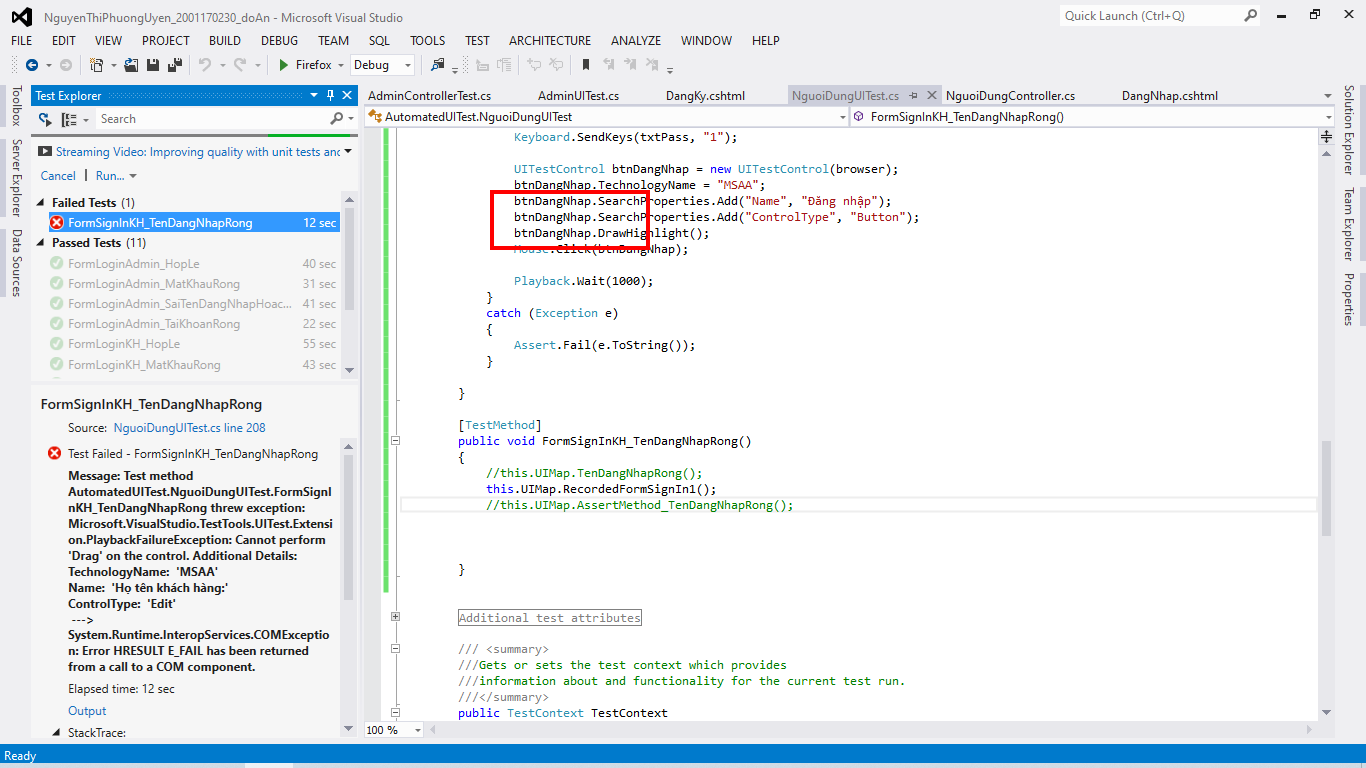 NguyenThiPhuongUyen_2001170230_doAn - Microsoft Visual Studio
Quick Launch (Ctrl+Q)
FILE EDIT VIEW PROJECT BUILD DEBUG TEAM SQL TOOLS TEST ARCHITECTURE ANALYZE WINDOW HELP
Firefox Debug
Toolbox
Server Explorer
Data Sources
Test Explorer
Search
Streaming Video: Improving quality with unit tests and
Cancel | Run...
Failed Tests (1)
FormSignInKH_TenDangNhapRong 12 sec
Passed Tests (11)
FormLoginAdmin_HopLe 40 sec
FormLoginAdmin_MatKhauRong 31 sec
FormLoginAdmin_SaiTenDangNhapHoac... 41 sec
FormLoginAdmin_TaiKhoanRong 22 sec
FormLoginKH_HopLe 55 sec
FormLoginKH_MatKhauRong 43 sec
FormSignInKH_TenDangNhapRong
Source: NguoiDungUITest.cs line 208
Test Failed - FormSignInKH_TenDangNhapRong
Message: Test method
AutomatedUITest.NguoiDungUITest.FormSignI
nKH_TenDangNhapRong threw exception:
Microsoft.VisualStudio.TestTools.UITest.Extensi
on.PlaybackFailureException: Cannot perform
'Drag' on the control. Additional Details:
TechnologyName:  'MSAA'
Name:  'Họ tên khách hàng:'
ControlType:  'Edit'
--->
System.Runtime.InteropServices.COMExceptio
n: Error HRESULT E_FAIL has been returned
from a call to a COM component.
Elapsed time: 12 sec
Output
StackTrace:
AdminControllerTest.cs AdminUITest.cs DangKy.cshtml NguoiDungUITest.cs NguoiDungController.cs DangNhap.cshtml
AutomatedUITest.NguoiDungUITest FormSignInKH_TenDangNhapRong()
Keyboard.SendKeys(txtPass, "1");
UITestControl btnDangNhap = new UITestControl(browser);
btnDangNhap.TechnologyName = "MSAA";
btnDangNhap.SearchProperties.Add("Name", "Đăng nhập");
btnDangNhap.SearchProperties.Add("ControlType", "Button");
btnDangNhap.DrawHighlight();
Mouse.Click(btnDangNhap);
Playback.Wait(1000);
}
catch (Exception e)
{
Assert.Fail(e.ToString());
}
}
[TestMethod]
public void FormSignInKH_TenDangNhapRong()
{
//this.UIMap.TenDangNhapRong();
this.UIMap.RecordedFormSignIn1();
//this.UIMap.AssertMethod_TenDangNhapRong();
}
Additional test attributes
/// <summary>
///Gets or sets the test context which provides
///information about and functionality for the current test run.
///</summary>
public TestContext TestContext
100 %
Solution Explorer
Team Explorer
Properties
Ready